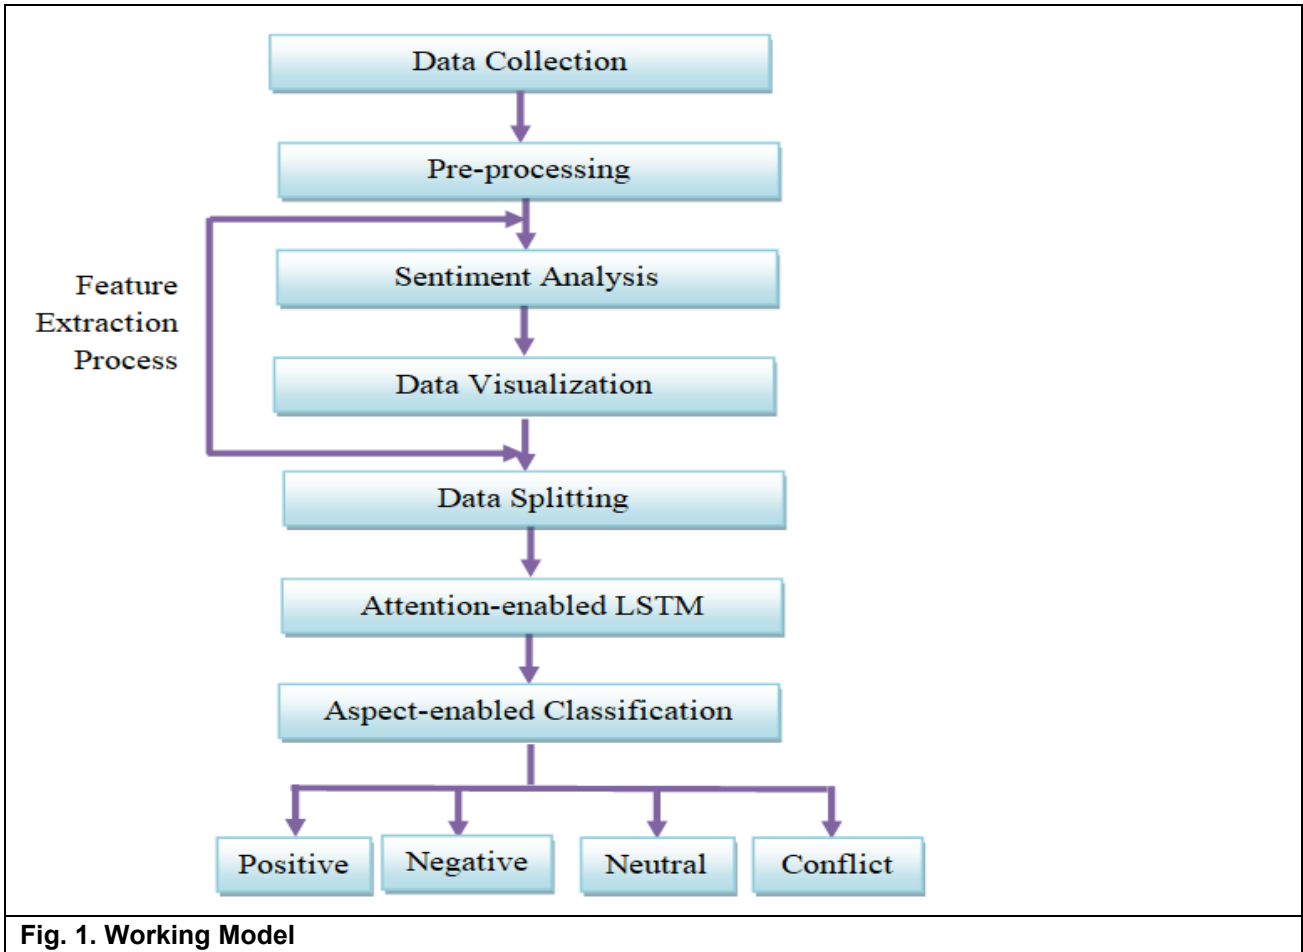 Data Collection
Pre-processing
Sentiment Analysis
Feature
Extraction
Process
Data Visualization
Data Splitting
Attention-enabled LSTM
Aspect-enabled Classification
Positive
Negative
Neutral
Conflict
Fig. 1. Working Model